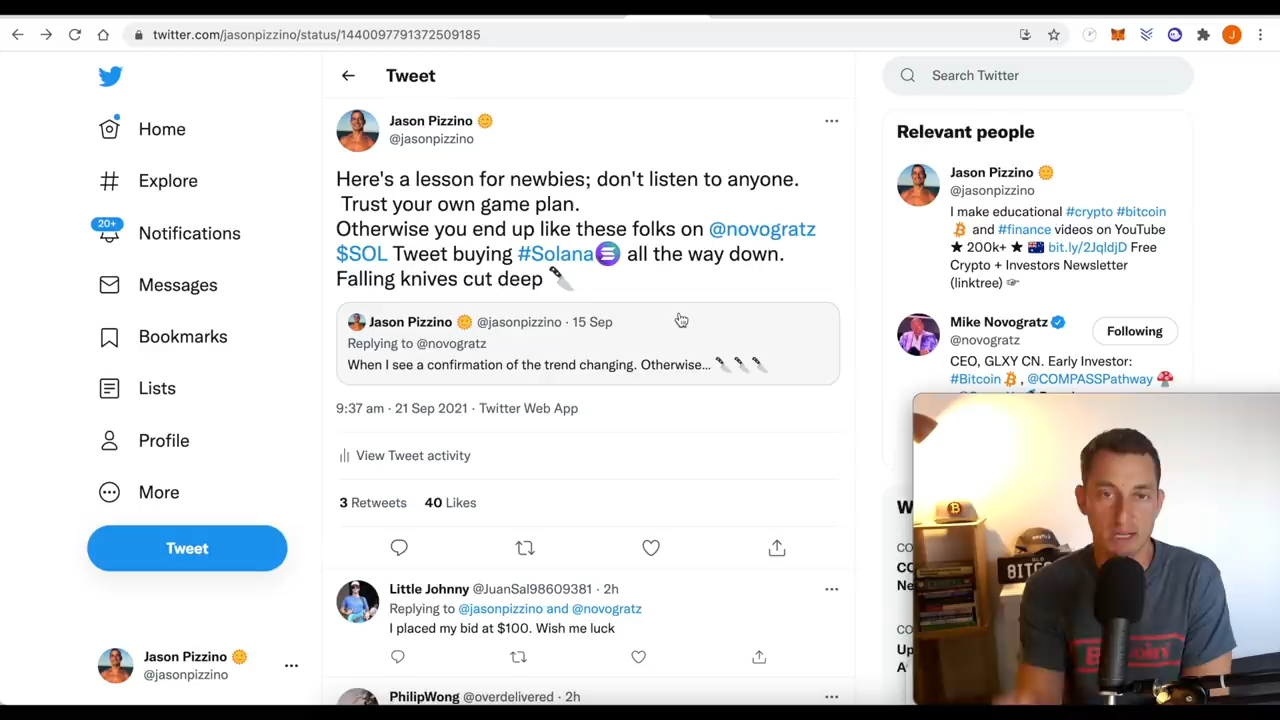 twitter.com/jasonpizzino/status/1440097791372509185
J
Home
Explore
20+
Notifications
Messages
Bookmarks
Lists
Profile
More
Tweet
Jason Pizzino
@jasonpizzino
Tweet
Jason Pizzino
@jasonpizzino
Here's a lesson for newbies; don't listen to anyone.
Trust your own game plan.
Otherwise you end up like these folks on @novogratz
$SOL Tweet buying #Solana all the way down.
Falling knives cut deep
Jason Pizzino @jasonpizzino · 15 Sep
Replying to @novogratz
When I see a confirmation of the trend changing. Otherwise...
9:37 am · 21 Sep 2021 · Twitter Web App
View Tweet activity
3 Retweets 40 Likes
Little Johnny @JuanSal98609381 · 2h
Replying to @jasonpizzino and @novogratz
I placed my bid at $100. Wish me luck
PhilipWong @overdelivered · 2h
Search Twitter
Relevant people
Jason Pizzino
@jasonpizzino
I make educational #crypto #bitcoin
and #finance videos on YouTube
★ 200k+ ★ bit.ly/2JqldjD Free
Crypto + Investors Newsletter
(linktree)
Mike Novogratz
@novogratz
Following
CEO, GLXY CN. Early Investor:
#Bitcoin , @COMPASSPathway
W
CO
CO
Ne
CO
Up
A